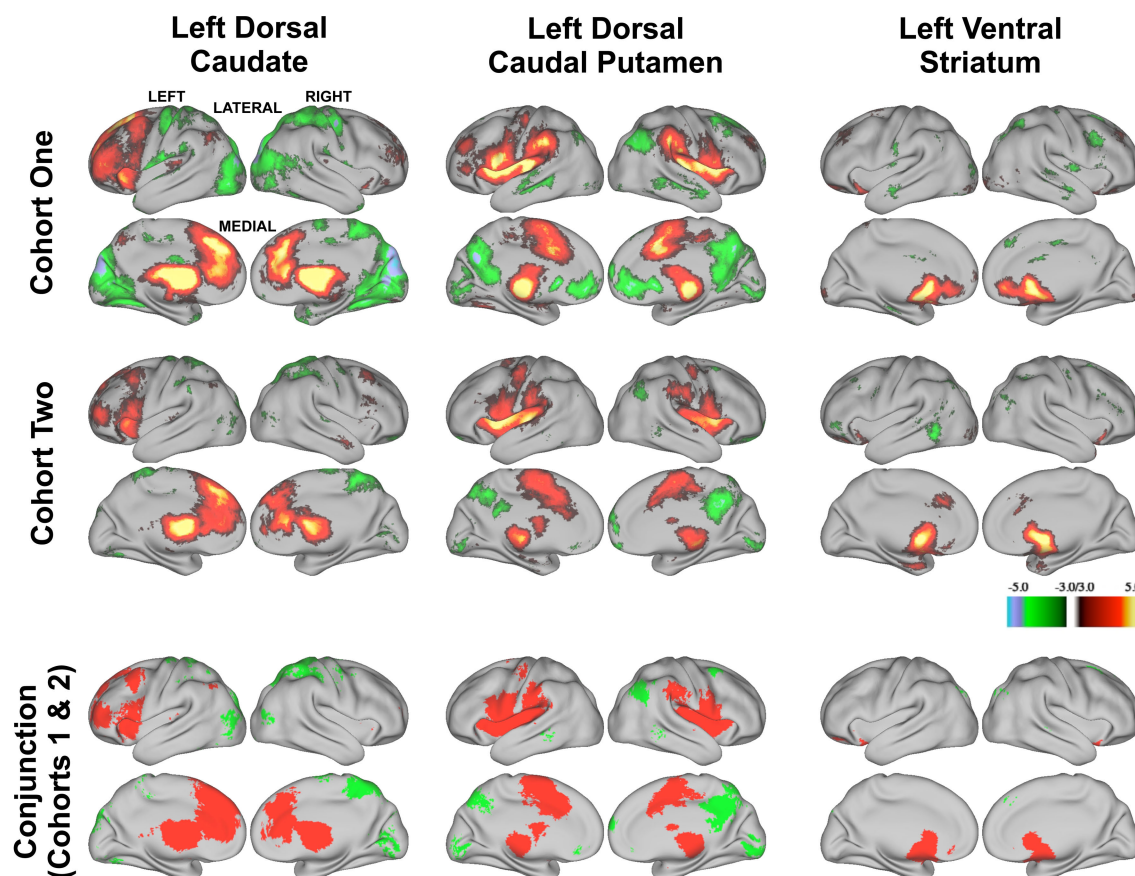 Left Dorsal
Caudate
Left Dorsal
Caudal Putamen
Left Ventral
Striatum
LEFT
LATERAL
RIGHT
MEDIAL
Cohort One
Cohort Two
-5.0
-3.0/3.0
5.
Conjunction
(Cohorts 1 & 2)